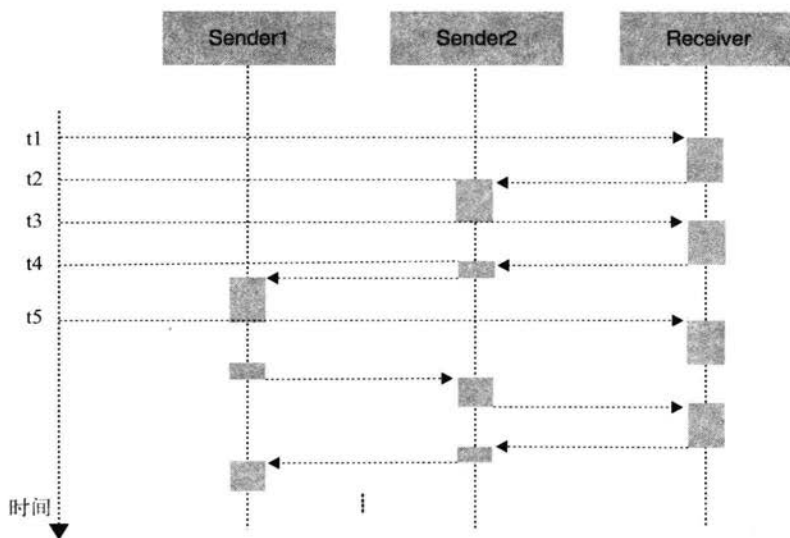 Sender1
Sender2
Receiver
t1
t2
t3
t4
t5
时间